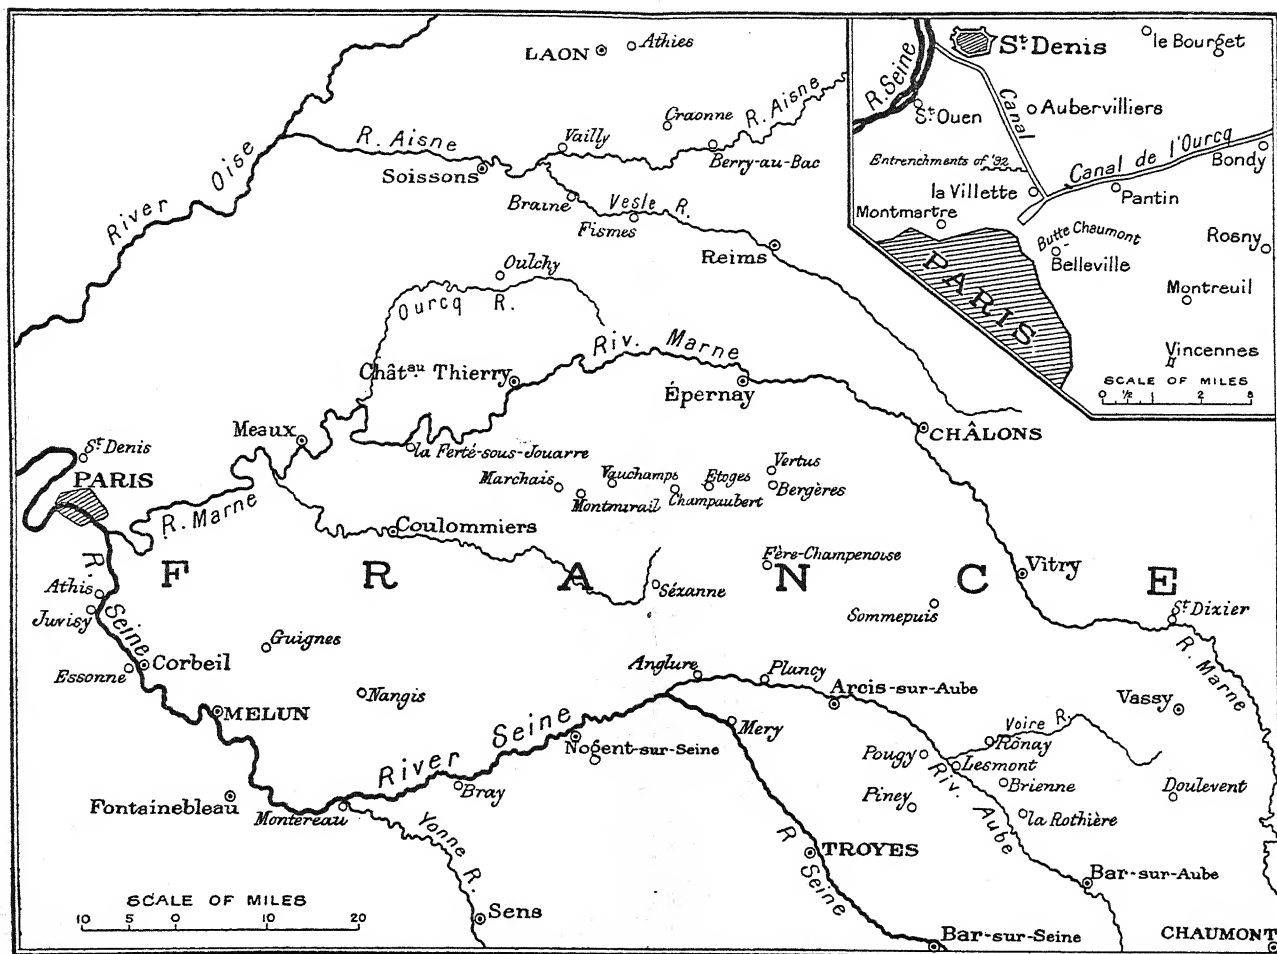 LAON
Athies
Craonne
R. Aisne
Vailly
R. Aisne
Berry-au-Bac
Soissons
River Oise
Braine
Vesle R.
Fismes
Reims
Oulchy
Ourcq R.
Riv. Marne
Chât.au Thierry
Épernay
CHÂLONS
Meaux
St. Denis
PARIS
la Ferté-sous-Jouarre
Marchais
Vauchamps
Etoges
Vertus
Montmirail
Champaubert
Bergères
R. Marne
Coulommiers
FRANCE
Fère-Champenoise
Vitry
Sézanne
Athis
Juvisy
R. Seine
Sommepuis
St. Dizier
R. Marne
Guignes
Corbeil
Essonne
Anglure
Plancy
Arcis-sur-Aube
Vassy
Nangis
MELUN
River Seine
Nogent-sur-Seine
Mery
Voire R.
Rônay
Pougy
Lesmont
Brienne
Doulevent
Bray
Fontainebleau
Montereau
Piney
Riv. Aube
la Rothière
Yonne R.
TROYES
R Seine
Bar-sur-Aube
Sens
Bar-sur-Seine
CHAUMONT
SCALE OF MILES
10 5 0 10 20
St. Denis
le Bourget
R. Seine
St. Ouen
Canal
Aubervilliers
Canal de l'Ourcq
Bondy
Entrenchments of '92
la Villette
Pantin
Montmartre
Butte Chaumont
Belleville
Rosny
PARIS
Montreuil
Vincennes
SCALE OF MILES
0 ½ 1 2 3